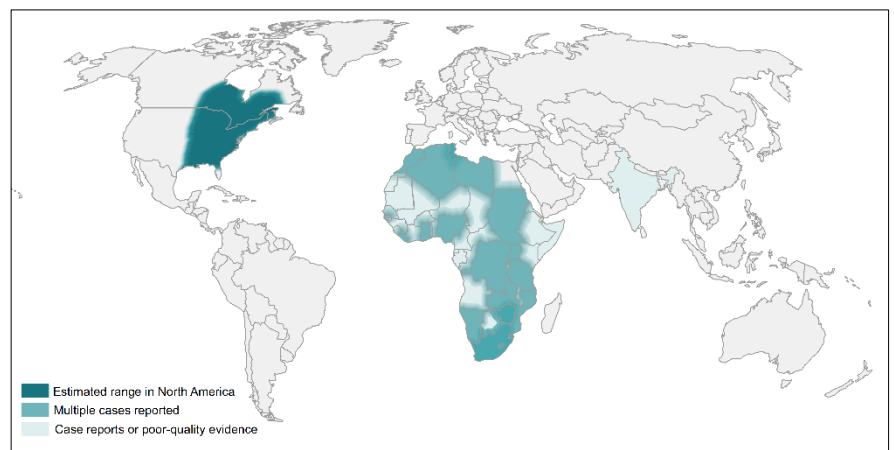 Estimated range in North America
Multiple cases reported
Case reports or poor-quality evidence